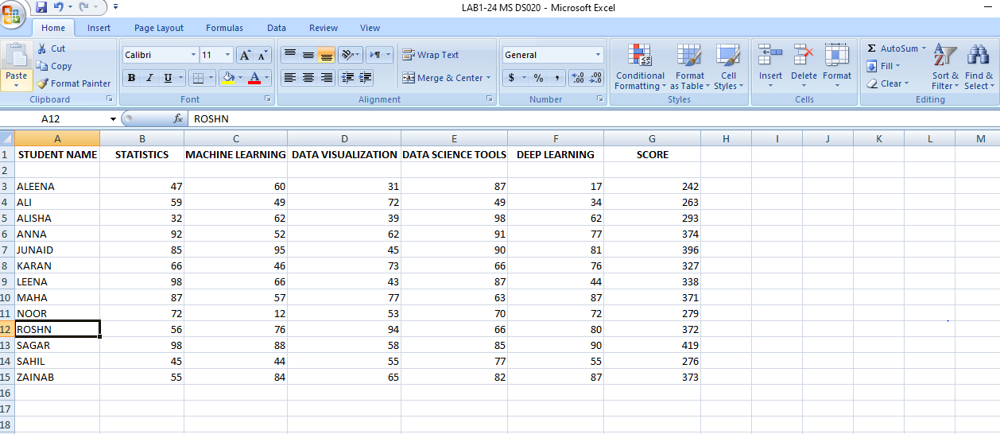 LAB1-24 MS DS020 - Microsoft Excel
Home Insert Page Layout Formulas Data Review View
Paste Cut Copy Format Painter
Clipboard
Calibri 11 A A
B I U A
Font
Wrap Text
Merge & Center
Alignment
General
$ % , .00 .0 .00
Number
Conditional Formatting Format as Table Cell Styles
Styles
Insert Delete Format
Cells
Σ AutoSum Fill Clear Sort & Filter Find & Select
Editing
A12 fx ROSHN
A B C D E F G H I J K L M
1 STUDENT NAME STATISTICS MACHINE LEARNING DATA VISUALIZATION DATA SCIENCE TOOLS DEEP LEARNING SCORE
2
3 ALEENA 47 60 31 87 17 242
4 ALI 59 49 72 49 34 263
5 ALISHA 32 62 39 98 62 293
6 ANNA 92 52 62 91 77 374
7 JUNAID 85 95 45 90 81 396
8 KARAN 66 46 73 66 76 327
9 LEENA 98 66 43 87 44 338
10 MAHA 87 57 77 63 87 371
11 NOOR 72 12 53 70 72 279
12 ROSHN 56 76 94 66 80 372
13 SAGAR 98 88 58 85 90 419
14 SAHIL 45 44 55 77 55 276
15 ZAINAB 55 84 65 82 87 373
16
17
18